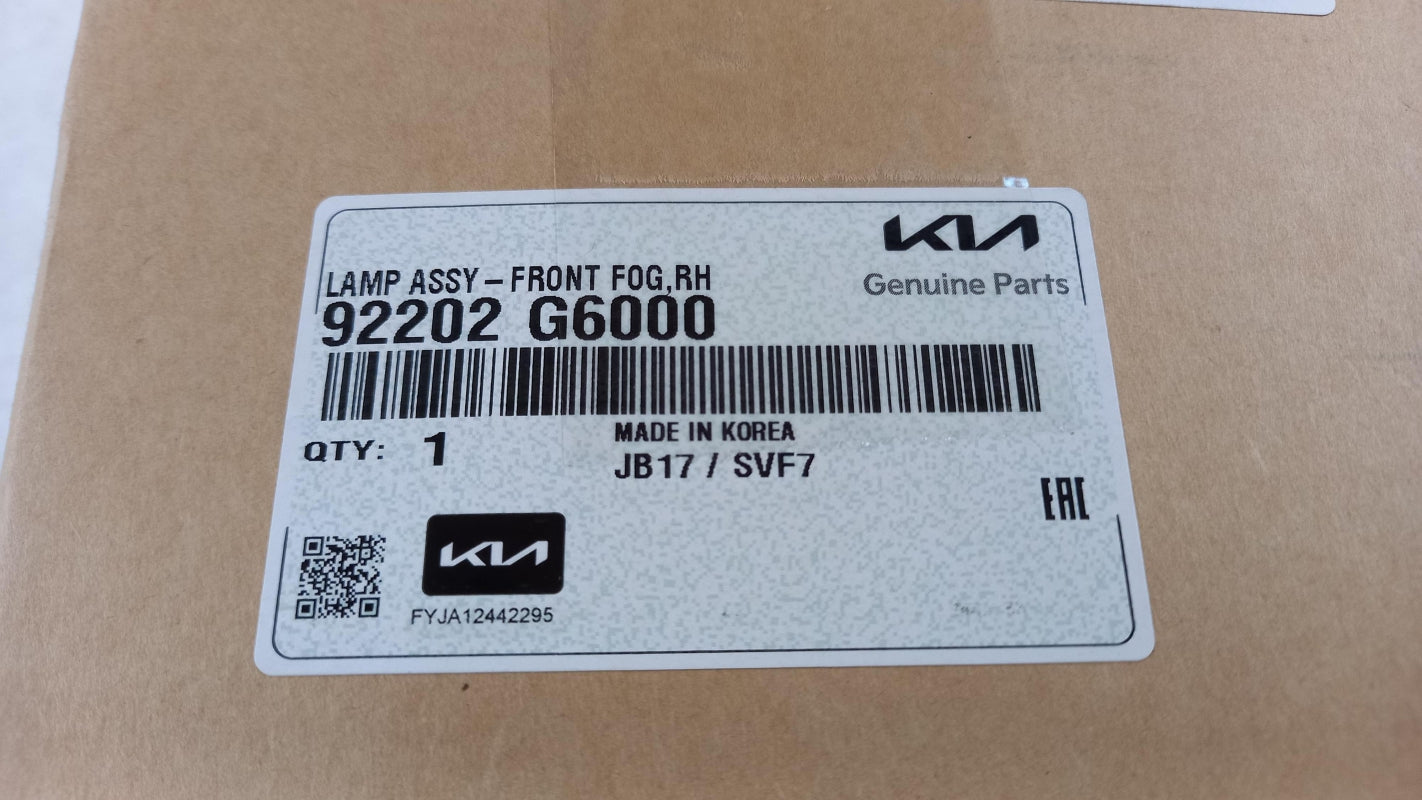 KIA
Genuine Parts
LAMP ASSY – FRONT FOG,RH
92202 G6000
QTY: 1
MADE IN KOREA
JB17 / SVF7
EAC
KIA
FYJA12442295